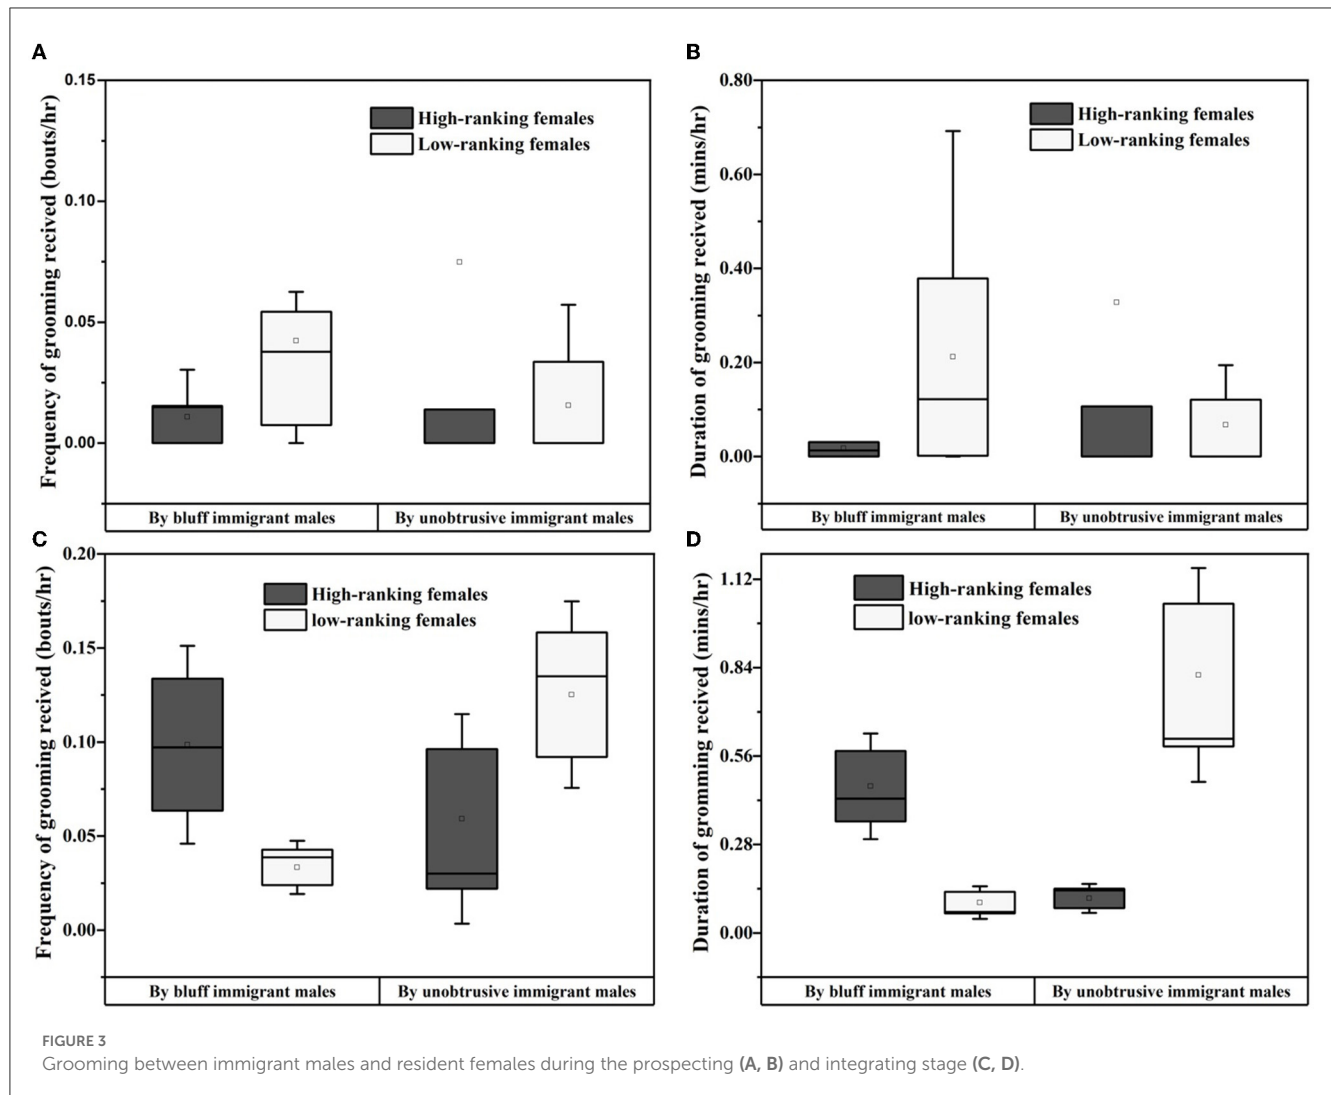 A
Frequency of grooming recived (bouts/hr)
0.15
0.10
0.05
0.00
High-ranking females
Low-ranking females
By bluff immigrant males
By unobtrusive immigrant males
B
Duration of grooming recived (mins/hr)
0.80
0.60
0.40
0.20
0.00
High-ranking females
Low-ranking females
By bluff immigrant males
By unobtrusive immigrant males
C
Frequency of grooming recived (bouts/hr)
0.20
0.15
0.10
0.05
0.00
High-ranking females
low-ranking females
By bluff immigrant males
By unobtrusive immigrant males
D
Duration of gromming recived (mins/hr)
1.12
0.84
0.56
0.28
0.00
High-ranking females
low-ranking females
By bluff immigrant males
By unobtrusive immigrant males
FIGURE 3
Grooming between immigrant males and resident females during the prospecting (A, B) and integrating stage (C, D).